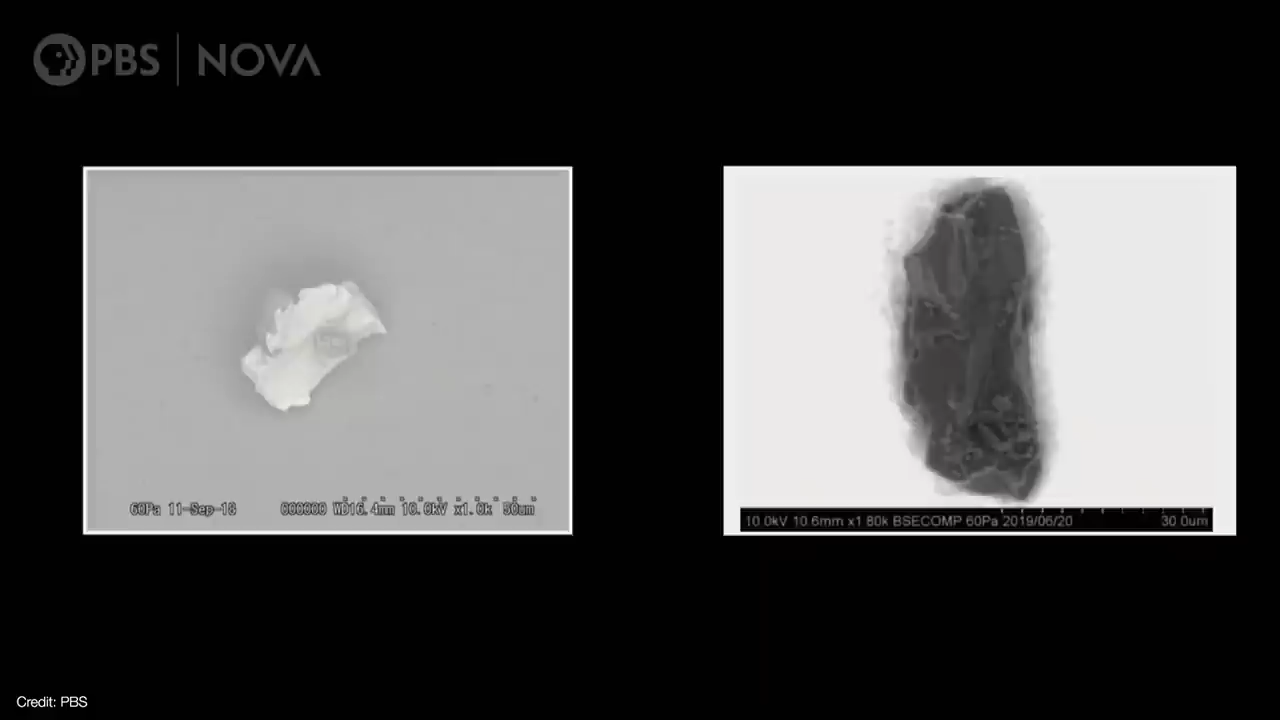 PBS | NOVA
60Pa 11-Sep-18 000000 WD16.4mm 10.0kV x1.0k 50um
10.0kV 10.6mm x1.80k BSECOMP 60Pa 2019/06/20 30.0um
Credit: PBS